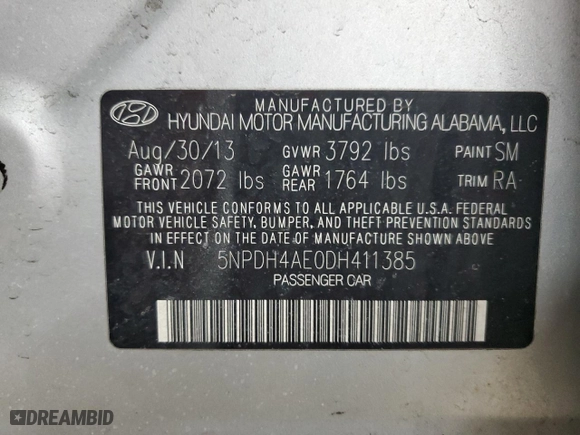 MANUFACTURED BY
HYUNDAI MOTOR MANUFACTURING ALABAMA, LLC
Aug/30/13 GVWR 3792 lbs PAINT SM
GAWR FRONT 2072 lbs GAWR REAR 1764 lbs TRIM RA
THIS VEHICLE CONFORMS TO ALL APPLICABLE U.S.A. FEDERAL
MOTOR VEHICLE SAFETY, BUMPER, AND THEFT PREVENTION STANDARDS
IN EFFECT ON THE DATE OF MANUFACTURE SHOWN ABOVE
V.I.N 5NPDH4AE0DH411385
PASSENGER CAR
DREAMBID